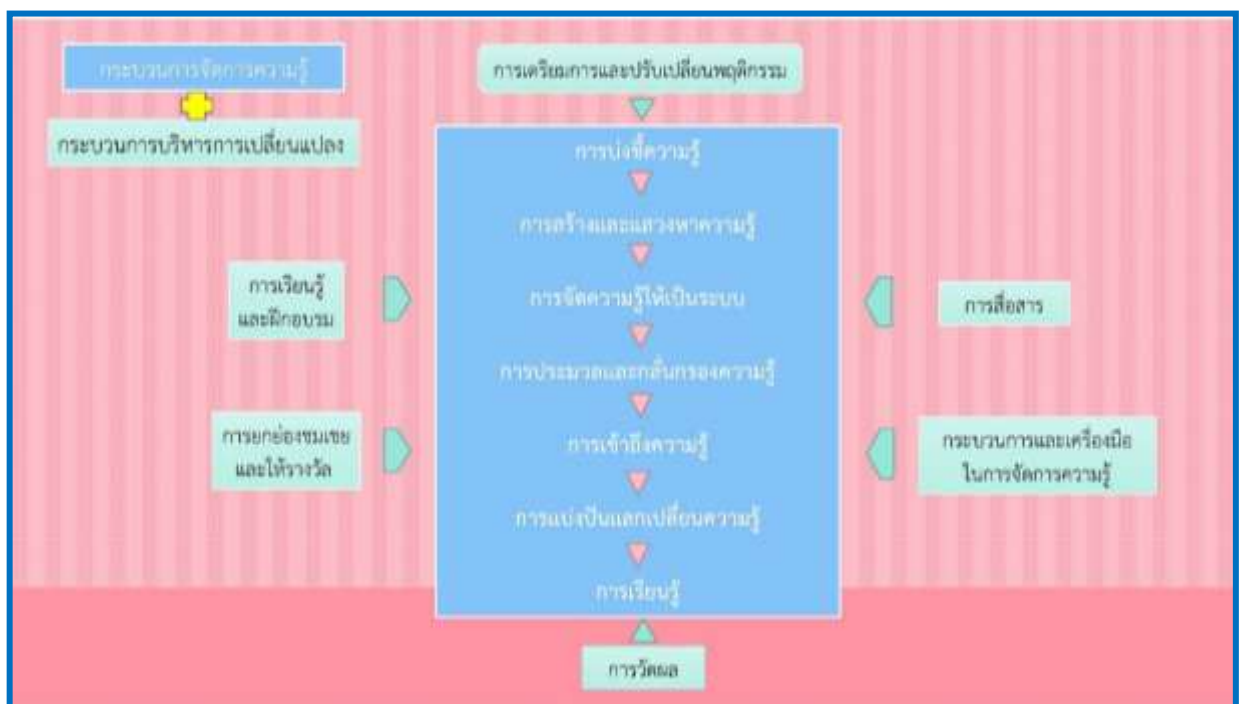 กระบวนการจัดการความรู้
กระบวนการบริหารการเปลี่ยนแปลง
การเตรียมการและปรับเปลี่ยนพฤติกรรม
การบ่งชี้ความรู้
การสร้างและแสวงหาความรู้
การจัดความรู้ให้เป็นระบบ
การประมวลและกลั่นกรองความรู้
การเข้าถึงความรู้
การแบ่งปันแลกเปลี่ยนความรู้
การเรียนรู้
การเรียนรู้
และฝึกอบรม
การยกย่องชมเชย
และให้รางวัล
การสื่อสาร
กระบวนการและเครื่องมือ
ในการจัดการความรู้
การวัดผล